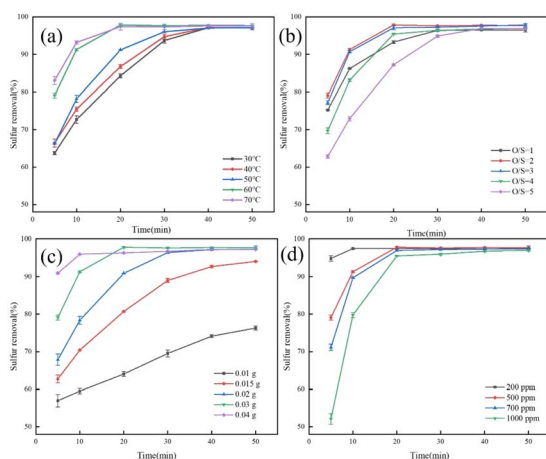 (a)
100
90
80
70
60
50
Sulfur removal(%)
0
10
20
30
40
50
Time(min)
30℃
40℃
50℃
60℃
70℃
(b)
100
90
80
70
60
50
Sulfur removal(%)
0
10
20
30
40
50
Time(min)
O/S=1
O/S=2
O/S=3
O/S=4
O/S=5
(c)
100
90
80
70
60
50
Sulfur removal(%)
0
10
20
30
40
50
Time(min)
0.01 g
0.015 g
0.02 g
0.03 g
0.04 g
(d)
100
90
80
70
60
50
Sulfur removal(%)
0
10
20
30
40
50
Time(min)
200 ppm
500 ppm
700 ppm
1000 ppm